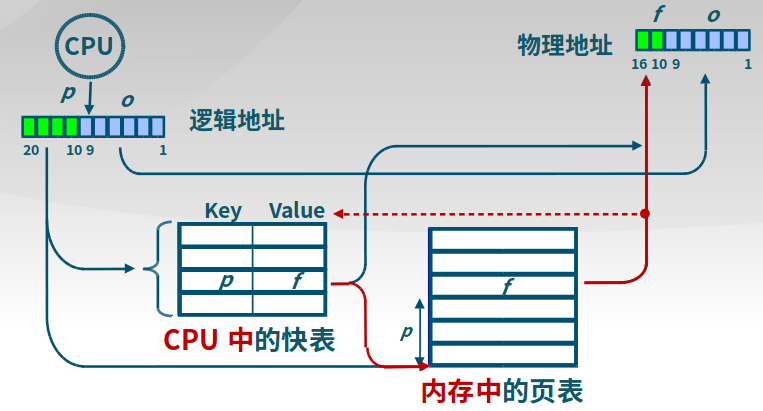 f o
物理地址
CPU
16 10 9 1
p o
逻辑地址
20 10 9 1
Key Value
p f
f
p
CPU 中的快表
内存中的页表